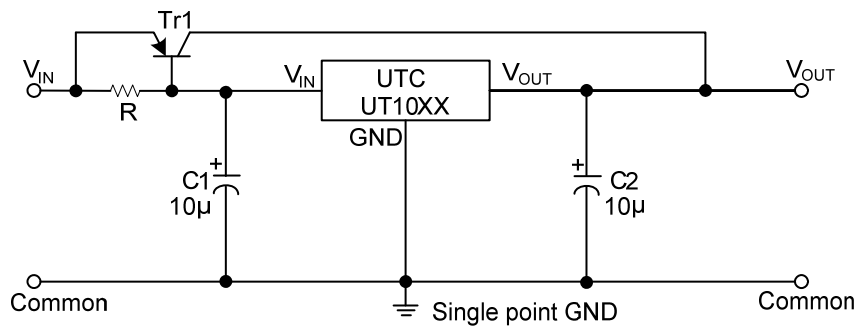 Tr1
VIN
R
VIN
UTC
UT10XX
GND
VOUT
VOUT
C1
10µ
C2
10µ
Common
Single point GND
Common